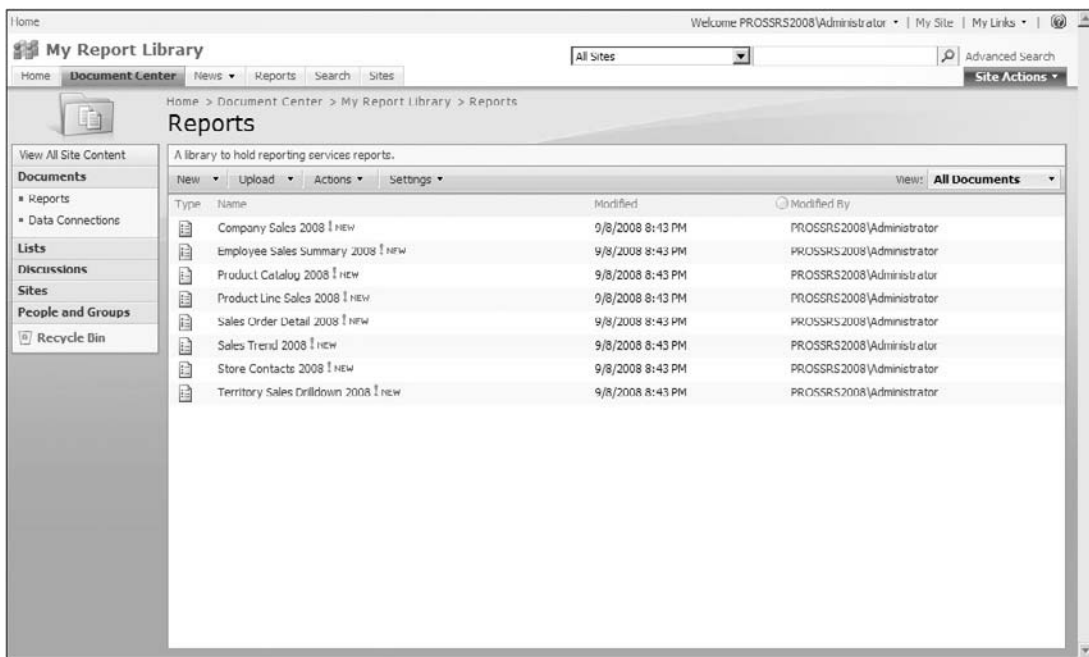 Home Welcome PROSSRS2008\Administrator | My Site | My Links |
My Report Library
All Sites Advanced Search
Home Document Center News Reports Search Sites Site Actions
Home > Document Center > My Report Library > Reports
Reports
View All Site Content
Documents
Reports
Data Connections
Lists
Discussions
Sites
People and Groups
Recycle Bin
A library to hold reporting services reports.
New Upload Actions Settings View: All Documents
Type Name Modified Modified By
Company Sales 2008 ! NEW 9/8/2008 8:43 PM PROSSRS2008\Administrator
Employee Sales Summary 2008 ! NEW 9/8/2008 8:43 PM PROSSRS2008\Administrator
Product Catalog 2008 ! NEW 9/8/2008 8:43 PM PROSSRS2008\Administrator
Product Line Sales 2008 ! NEW 9/8/2008 8:43 PM PROSSRS2008\Administrator
Sales Order Detail 2008 ! NEW 9/8/2008 8:43 PM PROSSRS2008\Administrator
Sales Trend 2008 ! NEW 9/8/2008 8:43 PM PROSSRS2008\Administrator
Store Contacts 2008 ! NEW 9/8/2008 8:43 PM PROSSRS2008\Administrator
Territory Sales Drilldown 2008 ! NEW 9/8/2008 8:43 PM PROSSRS2008\Administrator